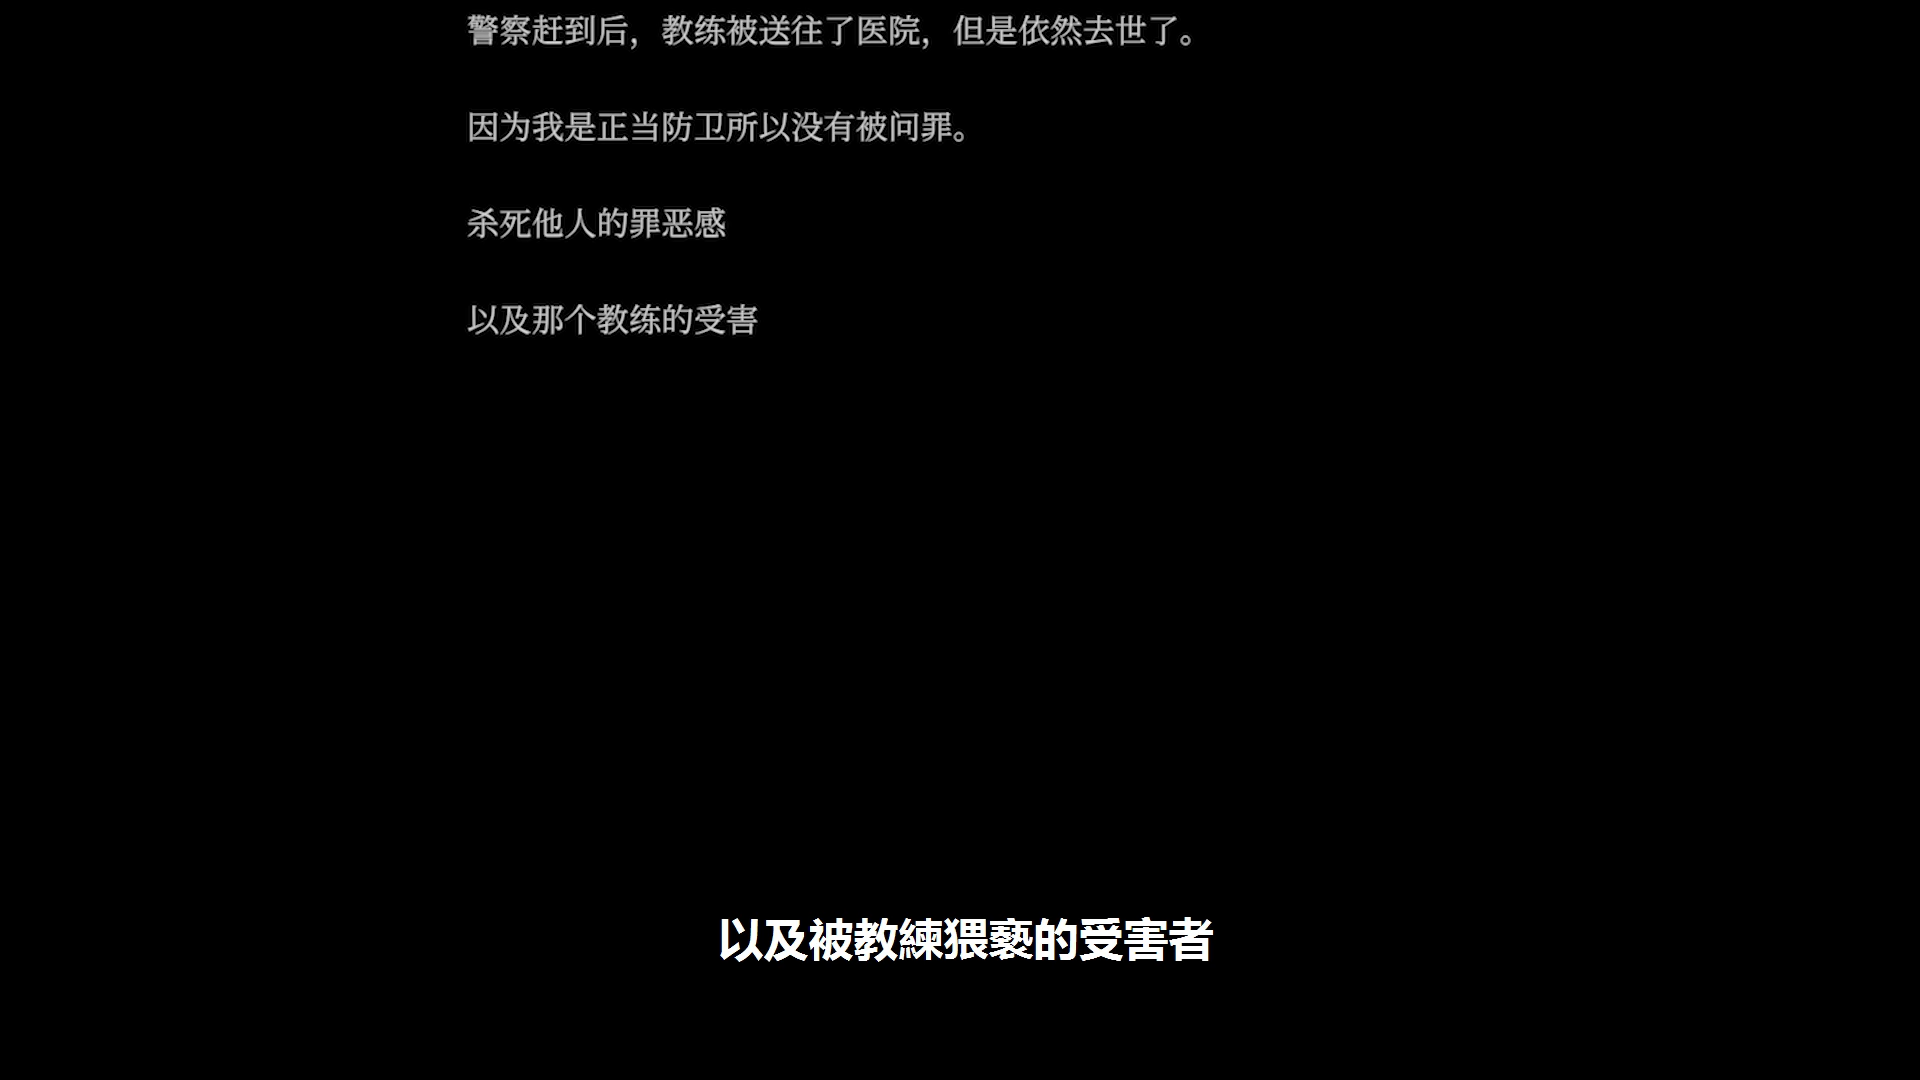 警察赶到后，教练被送往了医院，但是依然去世了。
因为我是正当防卫所以没有被问罪。
杀死他人的罪恶感
以及那个教练的受害
以及被教練猥褻的受害者